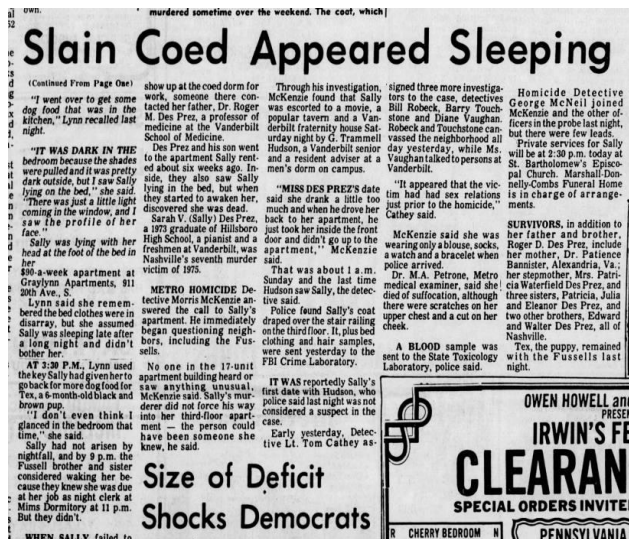 own.
murdered sometime over the weekend. The coat, which
Slain Coed Appeared Sleeping
(Continued From Page One)
"I went over to get some
dog food that was in the
kitchen," Lynn recalled last
night.
"IT WAS DARK IN THE
bedroom because the shades
were pulled and it was pretty
dark outside, but I saw Sally
lying on the bed," she said.
"There was just a little light
coming in the window, and I
saw the profile of her
face."
Sally was lying with her
head at the foot of the bed in
her
$90-a-week apartment at
Graylynn Apartments, 911
20th Ave., S.
Lynn said she remem-
bered the bed clothes were in
disarray, but she assumed
Sally was sleeping late after
a long night and didn't
bother her.
AT 3:30 P.M., Lynn used
the key Sally had given her to
go back for more dog food for
Tex, a 6-month-old black and
brown pup.
"I don't even think I
glanced in the bedroom that
time," she said.
Sally had not arisen by
nightfall, and by 9 p.m. the
Fussell brother and sister
considered waking her be-
cause they knew she was due
at her job as night clerk at
Mims Dormitory at 11 p.m.
But they didn't.
WHEN SALLY failed to
show up at the coed dorm for
work, someone there con-
tacted her father, Dr. Roger
M. Des Prez, a professor of
medicine at the Vanderbilt
School of Medicine.
Des Prez and his son went
to the apartment Sally rent-
ed about six weeks ago. In-
side, they also saw Sally
lying in the bed, but when
they started to awaken her,
discovered she was dead.
Sarah V. (Sally) Des Prez,
a 1973 graduate of Hillsboro
High School, a pianist and a
freshmen at Vanderbilt, was
Nashville's seventh murder
victim of 1975.
METRO HOMICIDE De-
tective Morris McKenzie an-
swered the call to Sally's
apartment. He immediately
began questioning neigh-
bors, including the Fus-
sells.
No one in the 17-unit
apartment building heard or
saw anything unusual,
McKenzie said. Sally's mur-
derer did not force his way
into her third-floor apart-
ment — the person could
have been someone she
knew, he said.
Through his investigation,
McKenzie found that Sally
was escorted to a movie, a
popular tavern and a Van-
derbilt fraternity house Sat-
urday night by G. Trammell
Hudson, a Vanderbilt senior
and a resident adviser at a
men's dorm on campus.
"MISS DES PREZ'S date
said she drank a little too
much and when he drove her
back to her apartment, he
just took her inside the front
door and didn't go up to the
apartment," McKenzie
said.
That was about 1 a.m.
Sunday and the last time
Hudson saw Sally, the detec-
tive said.
Police found Sally's coat
draped over the stair railing
on the third floor. It, plus bed
clothing and hair samples,
were sent yesterday to the
FBI Crime Laboratory.
IT WAS reportedly Sally's
first date with Hudson, who
police said last night was not
considered a suspect in the
case.
Early yesterday, Detec-
tive Lt. Tom Cathey as-
signed three more investiga-
tors to the case, detectives
Bill Robeck, Barry Touch-
stone and Diane Vaughan.
Robeck and Touchstone can-
vassed the neighborhood all
day yesterday, while Ms.
Vaughan talked to persons at
Vanderbilt.
"It appeared that the vic-
tim had had sex relations
just prior to the homicide,"
Cathey said.
McKenzie said she was
wearing only a blouse, socks,
a watch and a bracelet when
police arrived.
Dr. M.A. Petrone, Metro
medical examiner, said she
died of suffocation, although
there were scratches on her
upper chest and a cut on her
cheek.
A BLOOD sample was
sent to the State Toxicology
Laboratory, police said.
Homicide Detective
George McNeil joined
McKenzie and the other of-
ficers in the probe last night,
but there were few leads.
Private services for Sally
will be at 2:30 p.m. today at
St. Bartholomew's Episco-
pal Church. Marshall-Don-
nelly-Combs Funeral Home
is in charge of arrange-
ments.
SURVIVORS, in addition to
her father and brother,
Roger D. Des Prez, include
her mother, Dr. Patience
Bannister, Alexandria, Va.;
her stepmother, Mrs. Patri-
cia Waterfield Des Prez, and
three sisters, Patricia, Julia
and Eleanor Des Prez, and
two other brothers, Edward
and Walter Des Prez, all of
Nashville.
Tex, the puppy, remained
with the Fussells last
night.
Size of Deficit
Shocks Democrats
OWEN HOWELL an
PRESEN
IRWIN'S FE
CLEARAN
SPECIAL ORDERS INVITE
R CHERRY BEDROOM N
PENNSYLVANIA